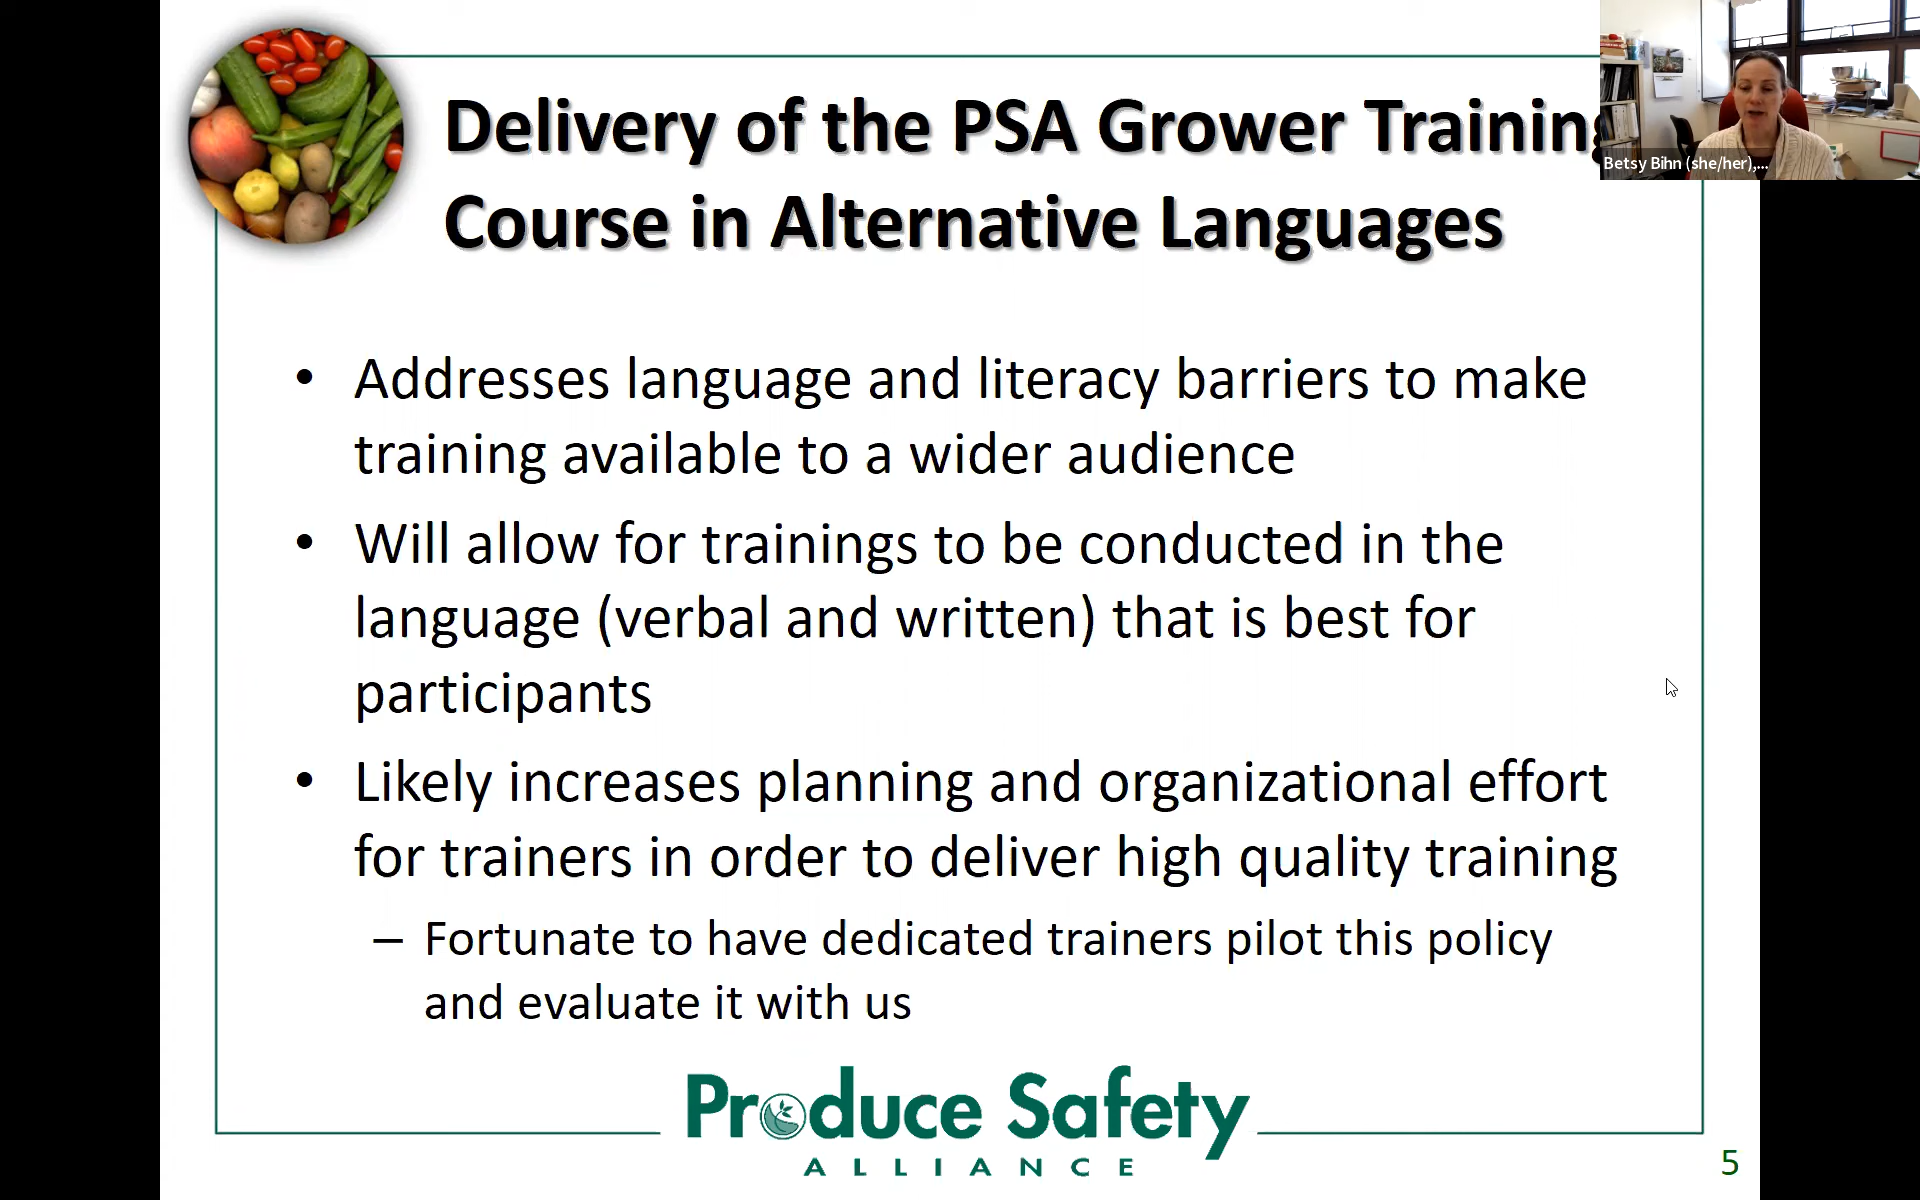 Delivery of the PSA Grower Training
Course in Alternative Languages
Betsy Bihn (she/her),...
• Addresses language and literacy barriers to make
training available to a wider audience
• Will allow for trainings to be conducted in the
language (verbal and written) that is best for
participants
• Likely increases planning and organizational effort
for trainers in order to deliver high quality training
– Fortunate to have dedicated trainers pilot this policy
and evaluate it with us
Produce Safety
ALLIANCE
5